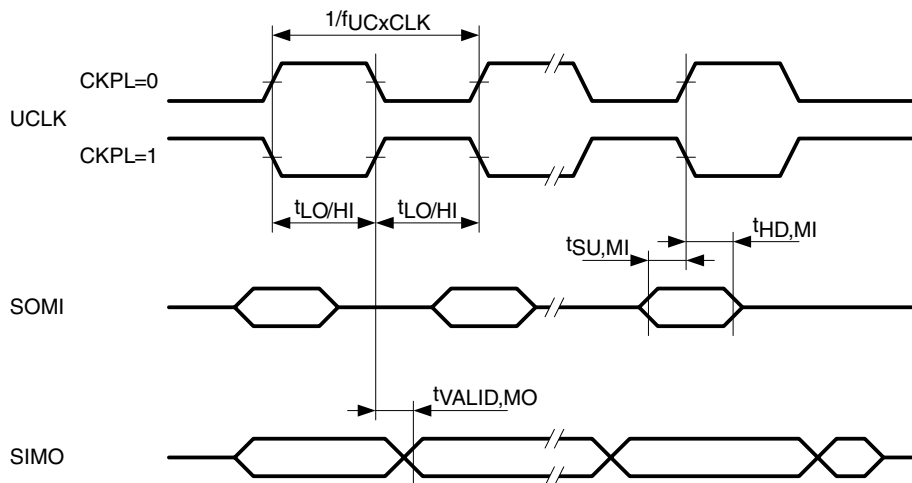 1/fUCxCLK
CKPL=0
UCLK
CKPL=1
tLO/HI tLO/HI
tHD,MI
tSU,MI
SOMI
tVALID,MO
SIMO